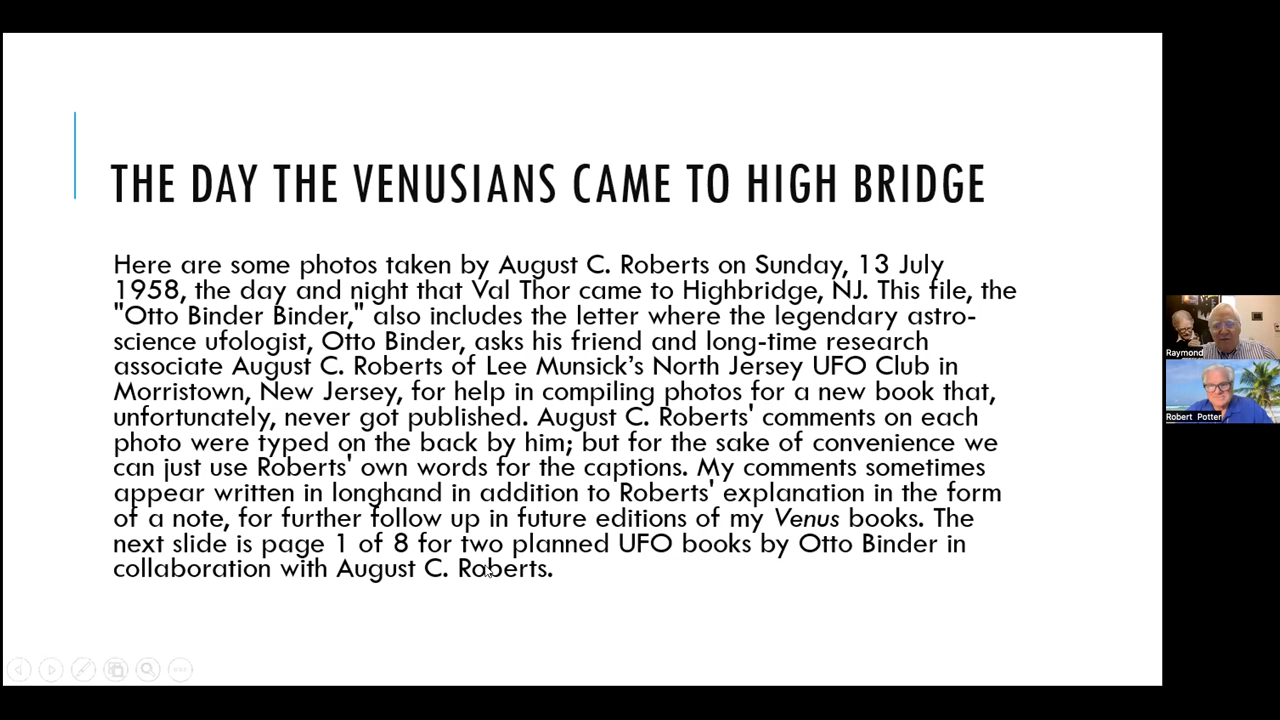 THE DAY THE VENUSIANS CAME TO HIGH BRIDGE
Here are some photos taken by August C. Roberts on Sunday, 13 July
1958, the day and night that Val Thor came to Highbridge, NJ. This file, the
"Otto Binder Binder," also includes the letter where the legendary astro-
science ufologist, Otto Binder, asks his friend and long-time research
associate August C. Roberts of Lee Munsick’s North Jersey UFO Club in
Morristown, New Jersey, for help in compiling photos for a new book that,
unfortunately, never got published. August C. Roberts' comments on each
photo were typed on the back by him; but for the sake of convenience we
can just use Roberts' own words for the captions. My comments sometimes
appear written in longhand in addition to Roberts' explanation in the form
of a note, for further follow up in future editions of my Venus books. The
next slide is page 1 of 8 for two planned UFO books by Otto Binder in
collaboration with August C. Roberts.
Raymond
Robert Potter